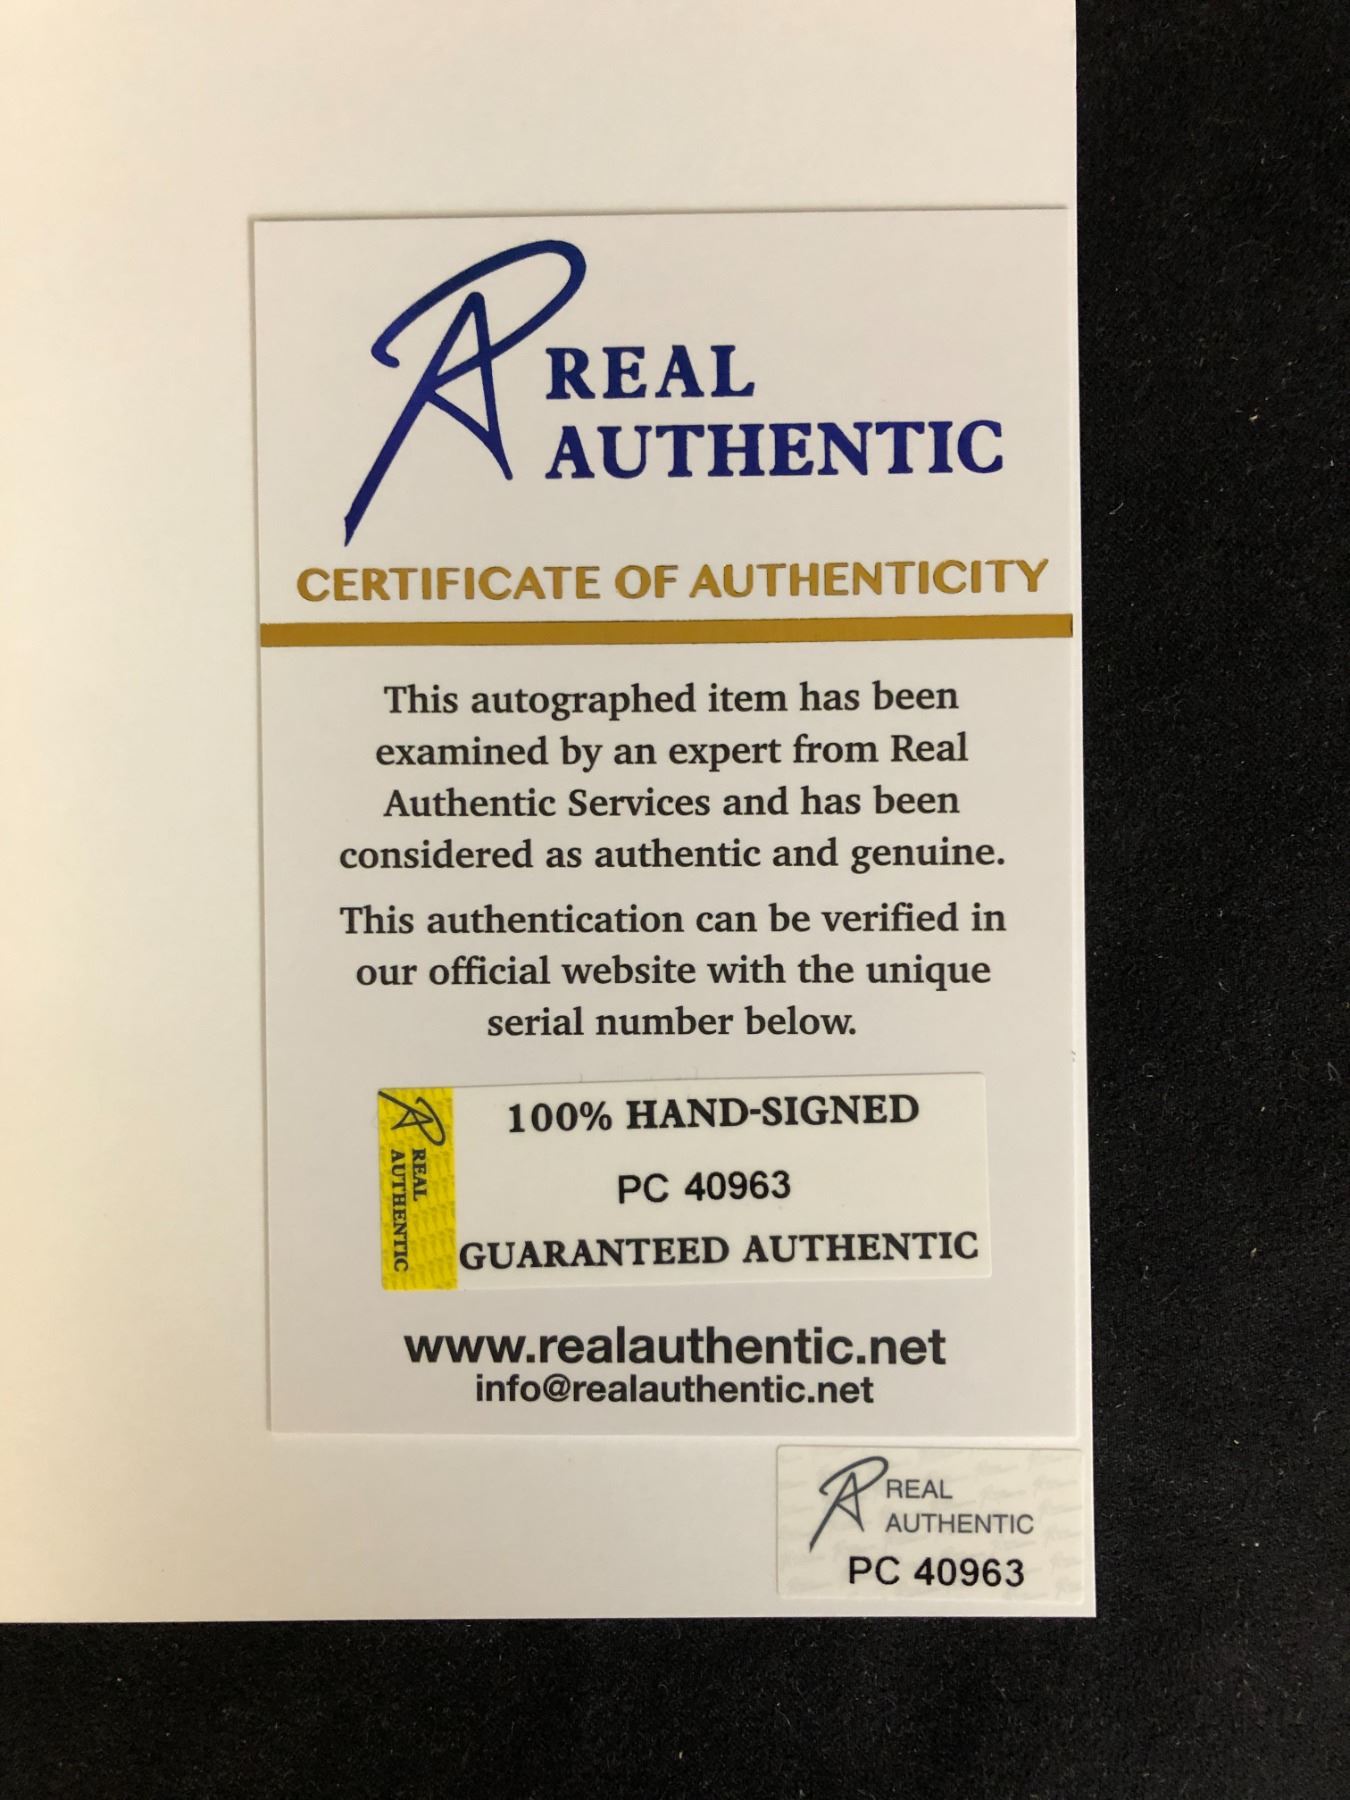 REAL
AUTHENTIC
CERTIFICATE OF AUTHENTICITY
This autographed item has been
examined by an expert from Real
Authentic Services and has been
considered as authentic and genuine.
This authentication can be verified in
our official website with the unique
serial number below.
REAL
AUTHENTIC
100% HAND-SIGNED
PC 40963
GUARANTEED AUTHENTIC
www.realauthentic.net
info@realauthentic.net
REAL
AUTHENTIC
PC 40963